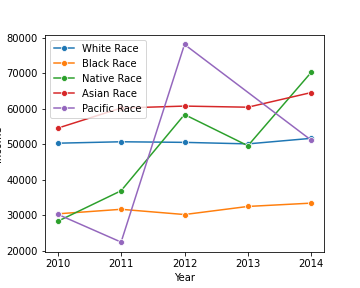 80000
70000
60000
50000
40000
30000
20000
White Race
Black Race
Native Race
Asian Race
Pacific Race
2010
2011
2012
2013
2014
Year